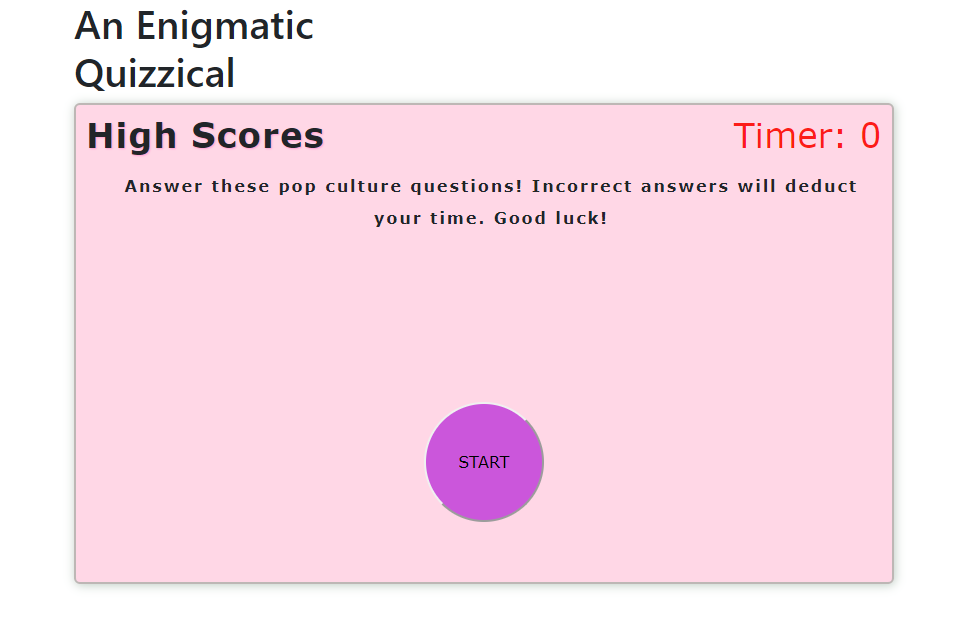 An Enigmatic
Quizzical
High Scores
Timer: 0
Answer these pop culture questions! Incorrect answers will deduct
your time. Good luck!
START